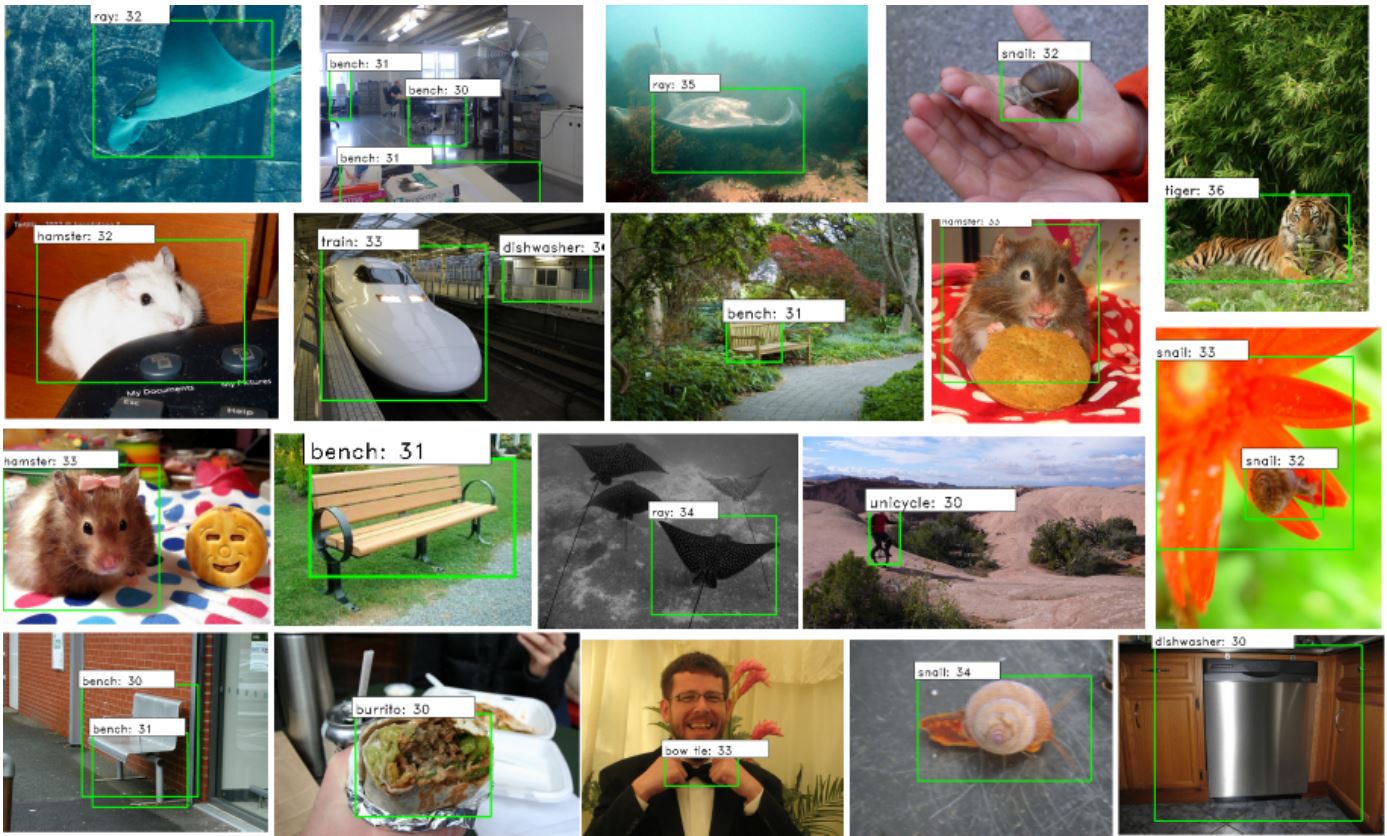 ray: 32
bench: 31
bench: 30
bench: 31
ray: 35
snail: 32
tiger: 36
hamster: 32
My Documents
My Pictures
Esc
Help
train: 33
dishwasher:
bench: 31
hamster: 33
snail: 33
snail: 32
hamster: 33
bench: 31
ray: 34
unicycle: 30
bench: 30
bench: 31
burrito: 30
bow tie: 33
snail: 34
dishwasher: 30